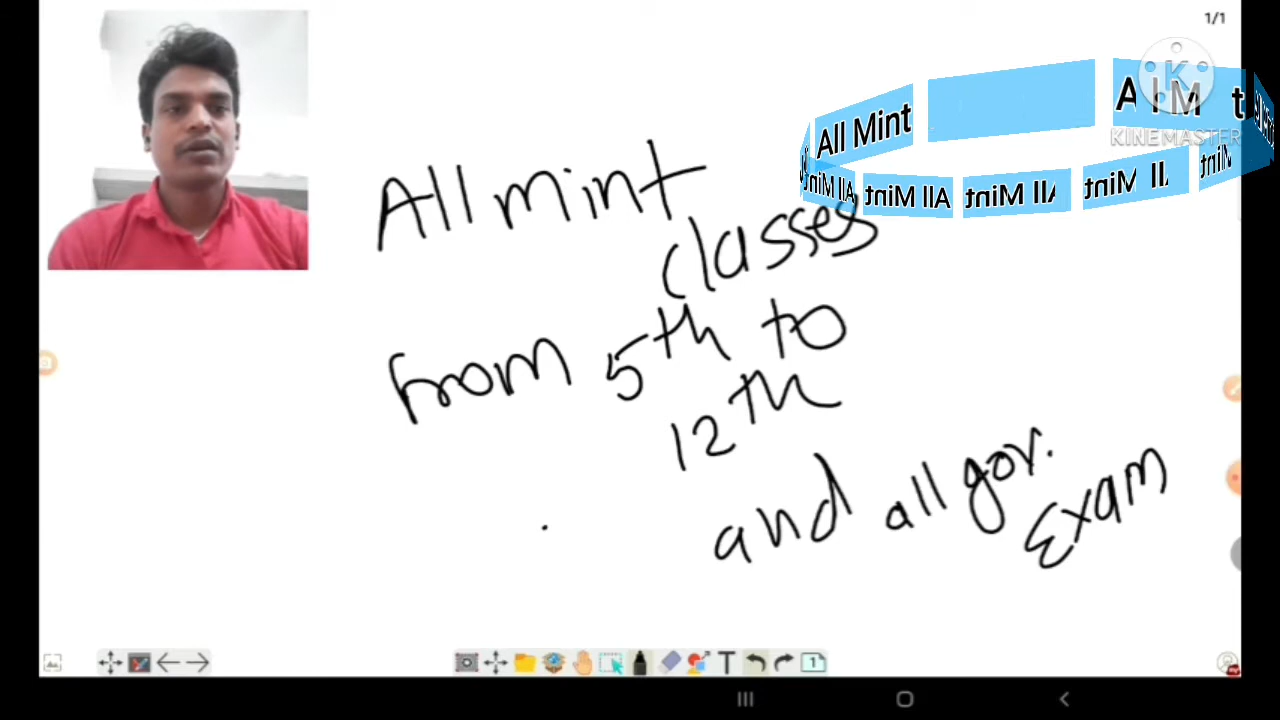 1/1
All Mint
KINEMASTER
All Mint
All Mint
All Mint
All Mint
All mint
classes
from 5th to
12th
and all gov.
Exam
T
1